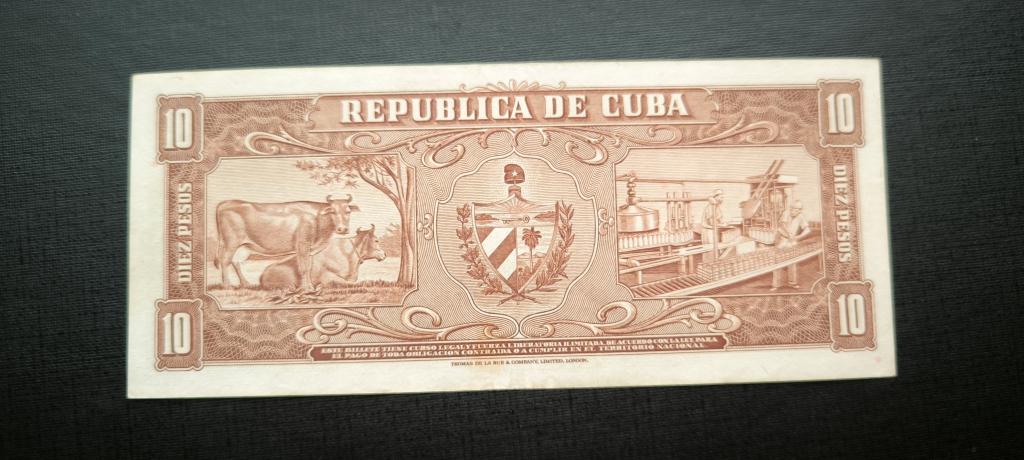 10
REPUBLICA DE CUBA
10
DIEZ PESOS
DIEZ PESOS
10
10
ESTE BILLETE TIENE CURSO LEGAL Y FUERZA LIBERATORIA ILIMITADA, DE ACUERDO CON LA LEY, PARA
EL PAGO DE TODA OBLIGACION CONTRAIDA O A CUMPLIR EN EL TERRITORIO NACIONAL
THOMAS DE LA RUE & COMPANY, LIMITED, LONDON.